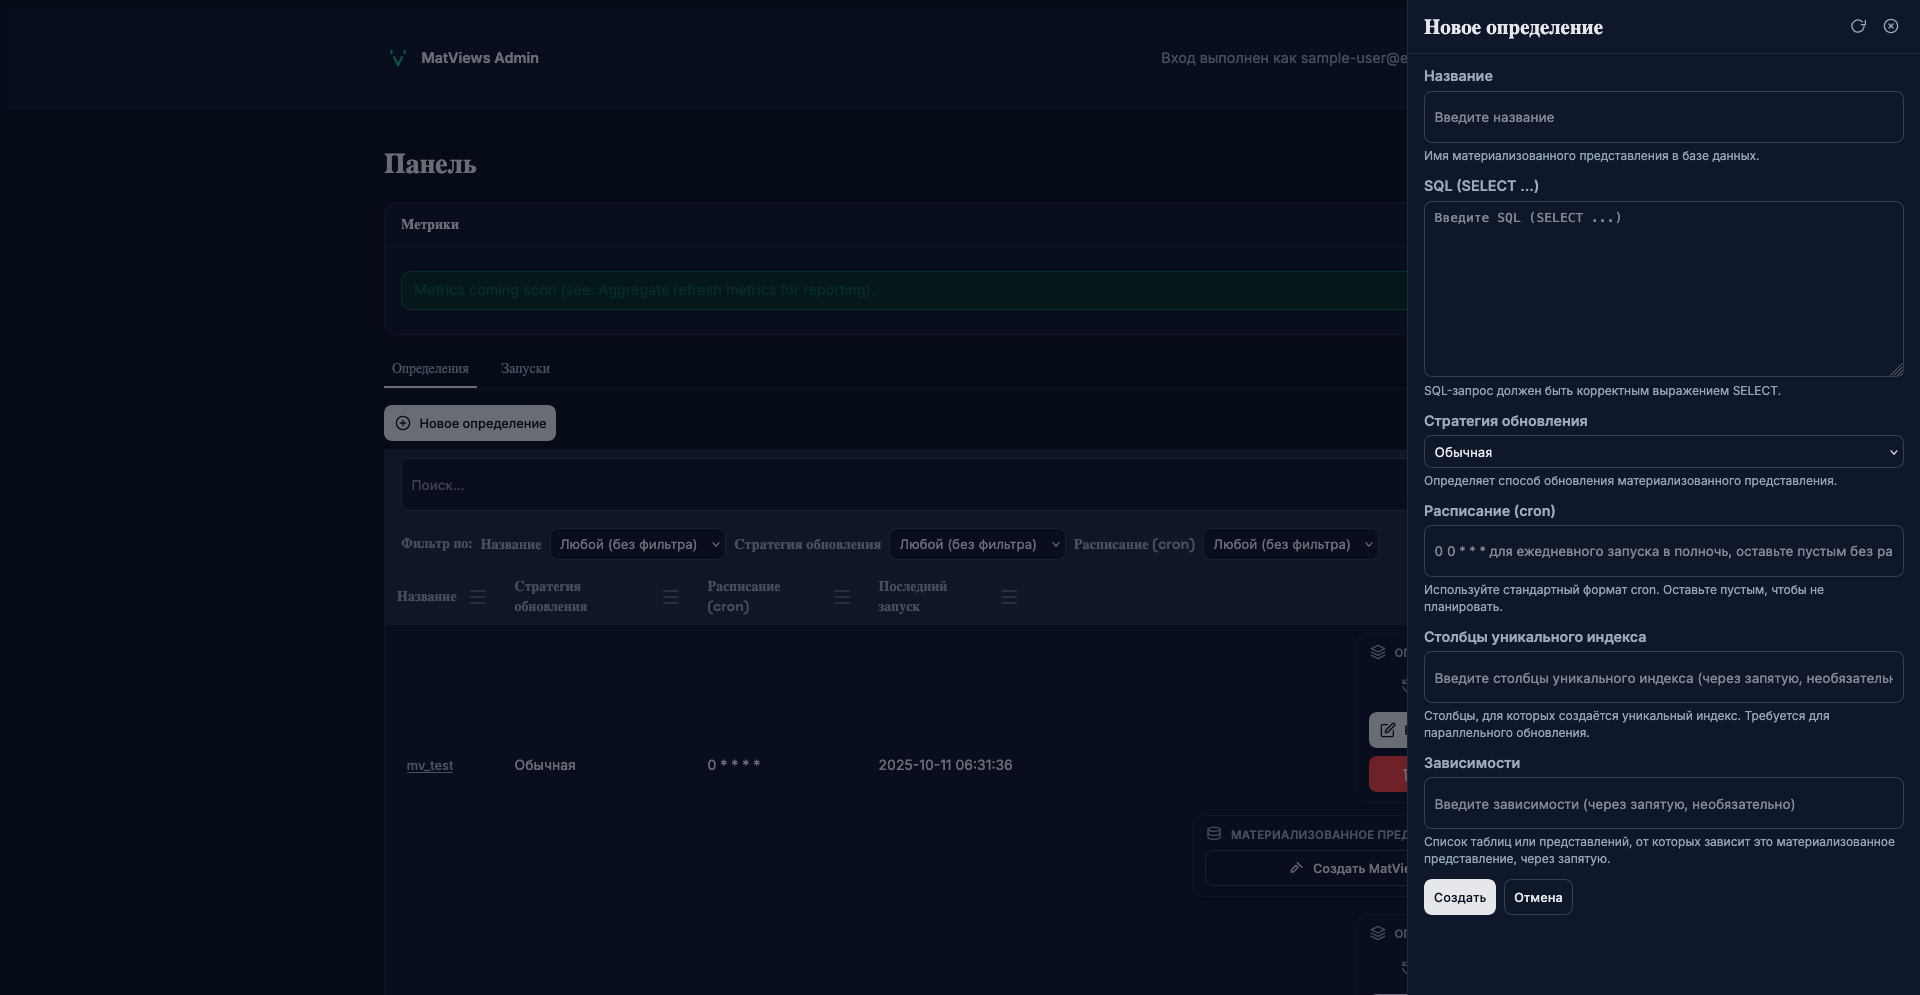 MatViews Admin
Вход выполнен как sample-user@e
Панель
Метрики
Metrics coming soon (see: Aggregate refresh metrics for reporting).
Определения
Запуски
Новое определение
Поиск...
Фильтр по:
Название
Любой (без фильтра)
Стратегия обновления
Любой (без фильтра)
Расписание (cron)
Любой (без фильтра)
Название
Стратегия
обновления
Расписание
(cron)
Последний
запуск
mv_test
Обычная
0 * * * *
2025-10-11 06:31:36
МАТЕРИАЛИЗОВАННОЕ ПРЕД
Создать MatVie
Новое определение
Название
Введите название
Имя материализованного представления в базе данных.
SQL (SELECT ...)
Введите SQL (SELECT ...)
SQL-запрос должен быть корректным выражением SELECT.
Стратегия обновления
Обычная
Определяет способ обновления материализованного представления.
Расписание (cron)
0 0 * * * для ежедневного запуска в полночь, оставьте пустым без ра
Используйте стандартный формат cron. Оставьте пустым, чтобы не
планировать.
Столбцы уникального индекса
Введите столбцы уникального индекса (через запятую, необязательн
Столбцы, для которых создаётся уникальный индекс. Требуется для
параллельного обновления.
Зависимости
Введите зависимости (через запятую, необязательно)
Список таблиц или представлений, от которых зависит это материализованное
представление, через запятую.
Создать
Отмена